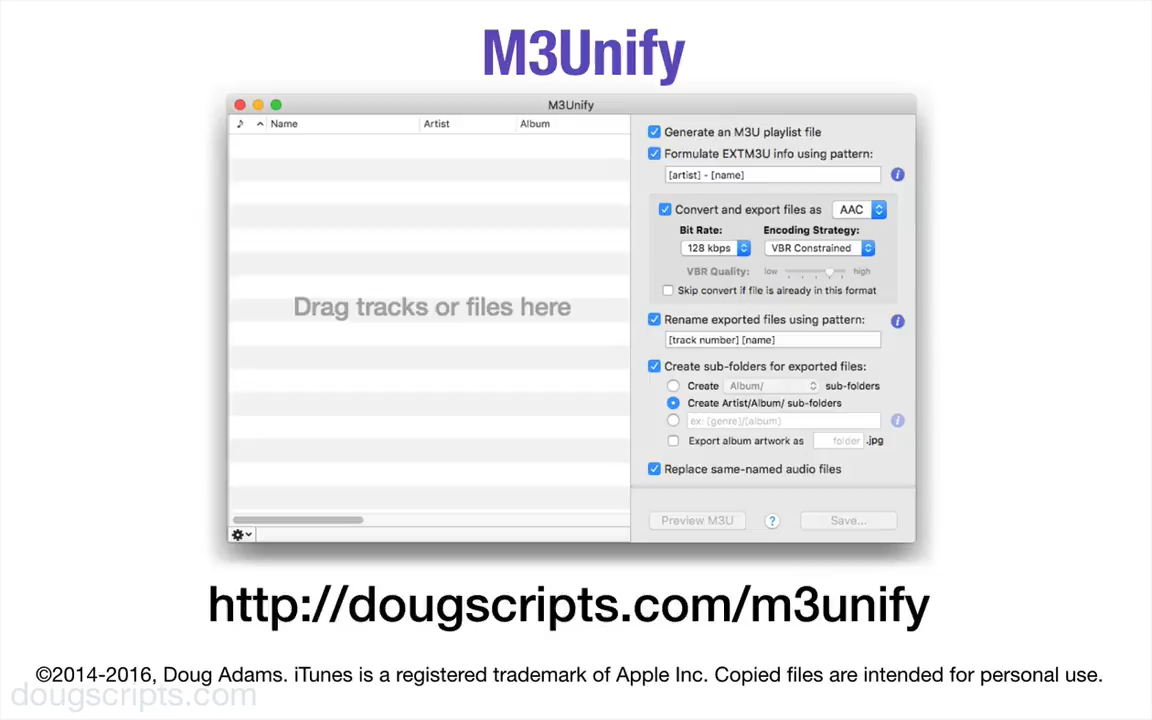 M3Unify
M3Unify
♪ Name Artist Album
Drag tracks or files here
Generate an M3U playlist file
Formulate EXTM3U info using pattern:
[artist] - [name]
Convert and export files as AAC
Bit Rate: Encoding Strategy:
128 kbps VBR Constrained
VBR Quality: low high
Skip convert if file is already in this format
Rename exported files using pattern:
[track number] [name]
Create sub-folders for exported files:
Create Album/ sub-folders
Create Artist/Album/ sub-folders
ex: [genre]/[album]
Export album artwork as folder .jpg
Replace same-named audio files
Preview M3U ? Save...
http://dougscripts.com/m3unify
©2014-2016, Doug Adams. iTunes is a registered trademark of Apple Inc. Copied files are intended for personal use.
dougscripts.com